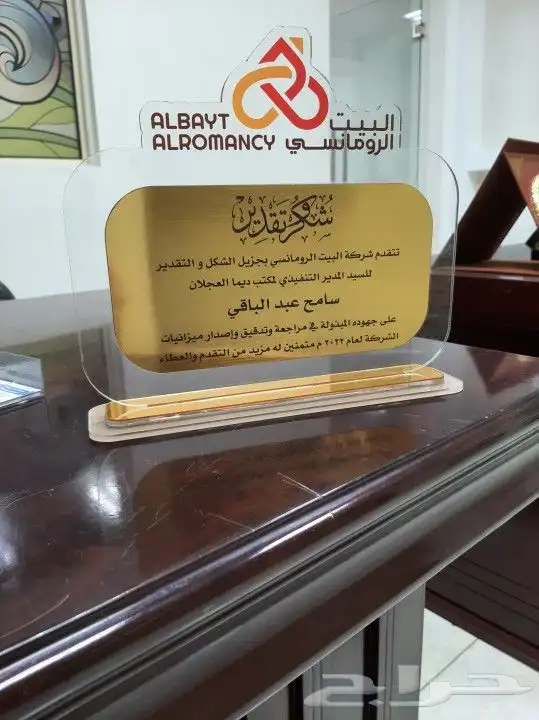 ALBAYT
ALROMANCY
البيت
الرومانسي
شكر وتقدير
تتقدم شركة البيت الرومانسي بجزيل الشكل و التقدير
للسيد المدير التنفيذي لمكتب ديما العجلان
سامح عبد الباقي
على جهوده المبذولة في مراجعة وتدقيق وإصدار ميزانيات
الشركة لعام ٢٠٢٢ م متمنين له مزيد من التقدم والعطاء
حراج